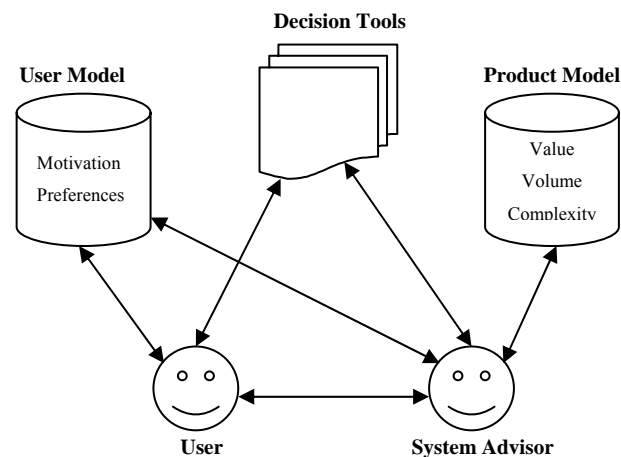 Decision Tools
User Model
Product Model
Motivation
Preferences
Value
Volume
Complexity
User
System Advisor